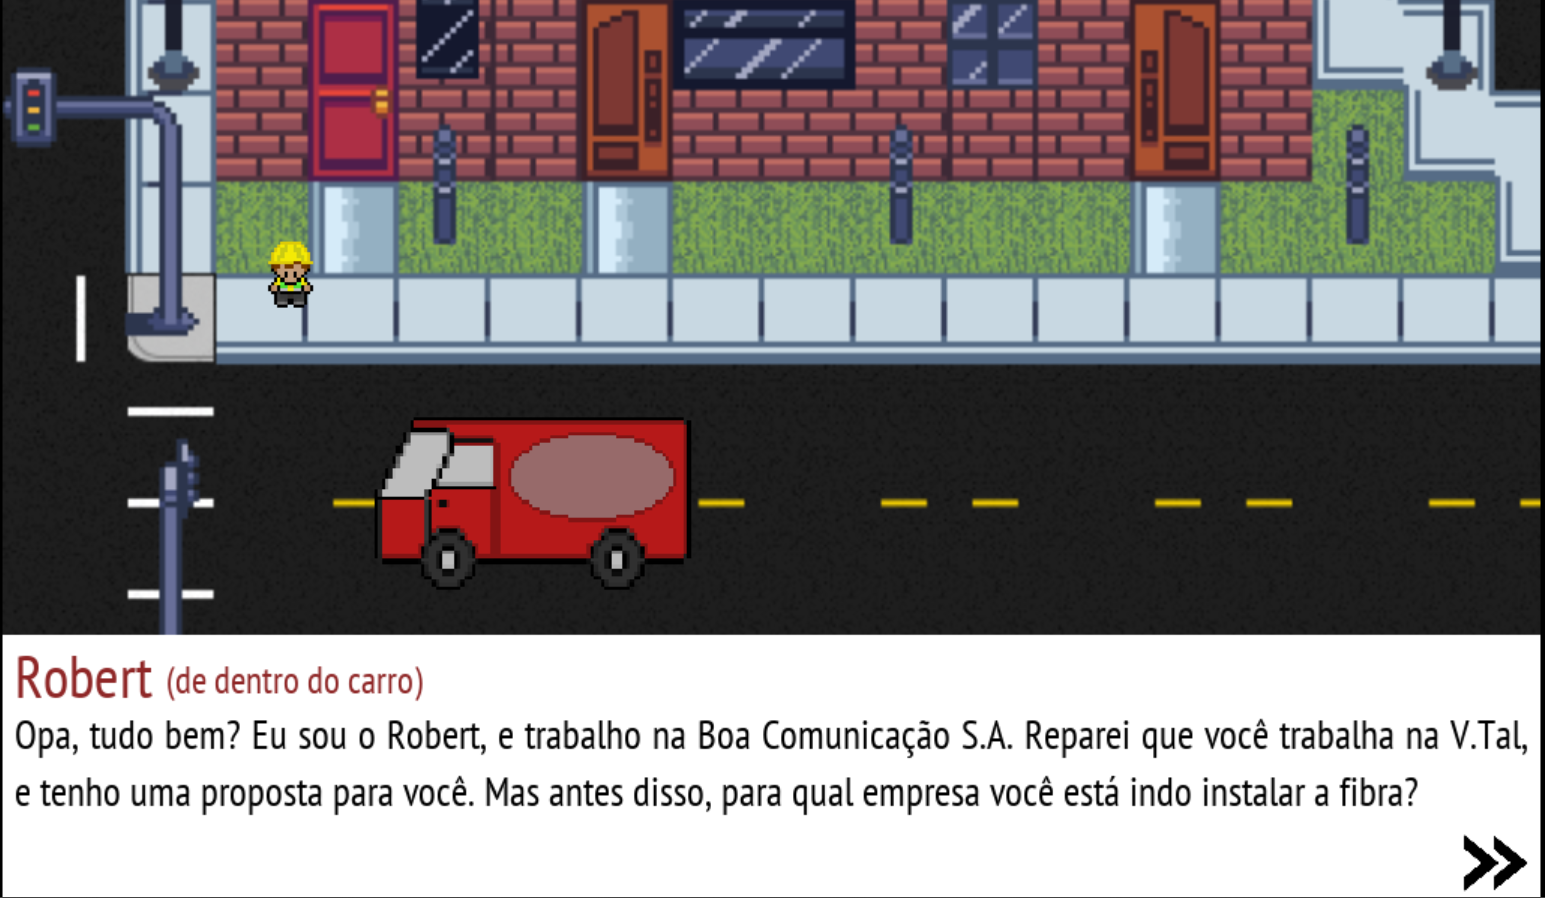 Robert (de dentro do carro)
Opa, tudo bem? Eu sou o Robert, e trabalho na Boa Comunicação S.A. Reparei que você trabalha na V.Tal,
e tenho uma proposta para você. Mas antes disso, para qual empresa você está indo instalar a fibra?